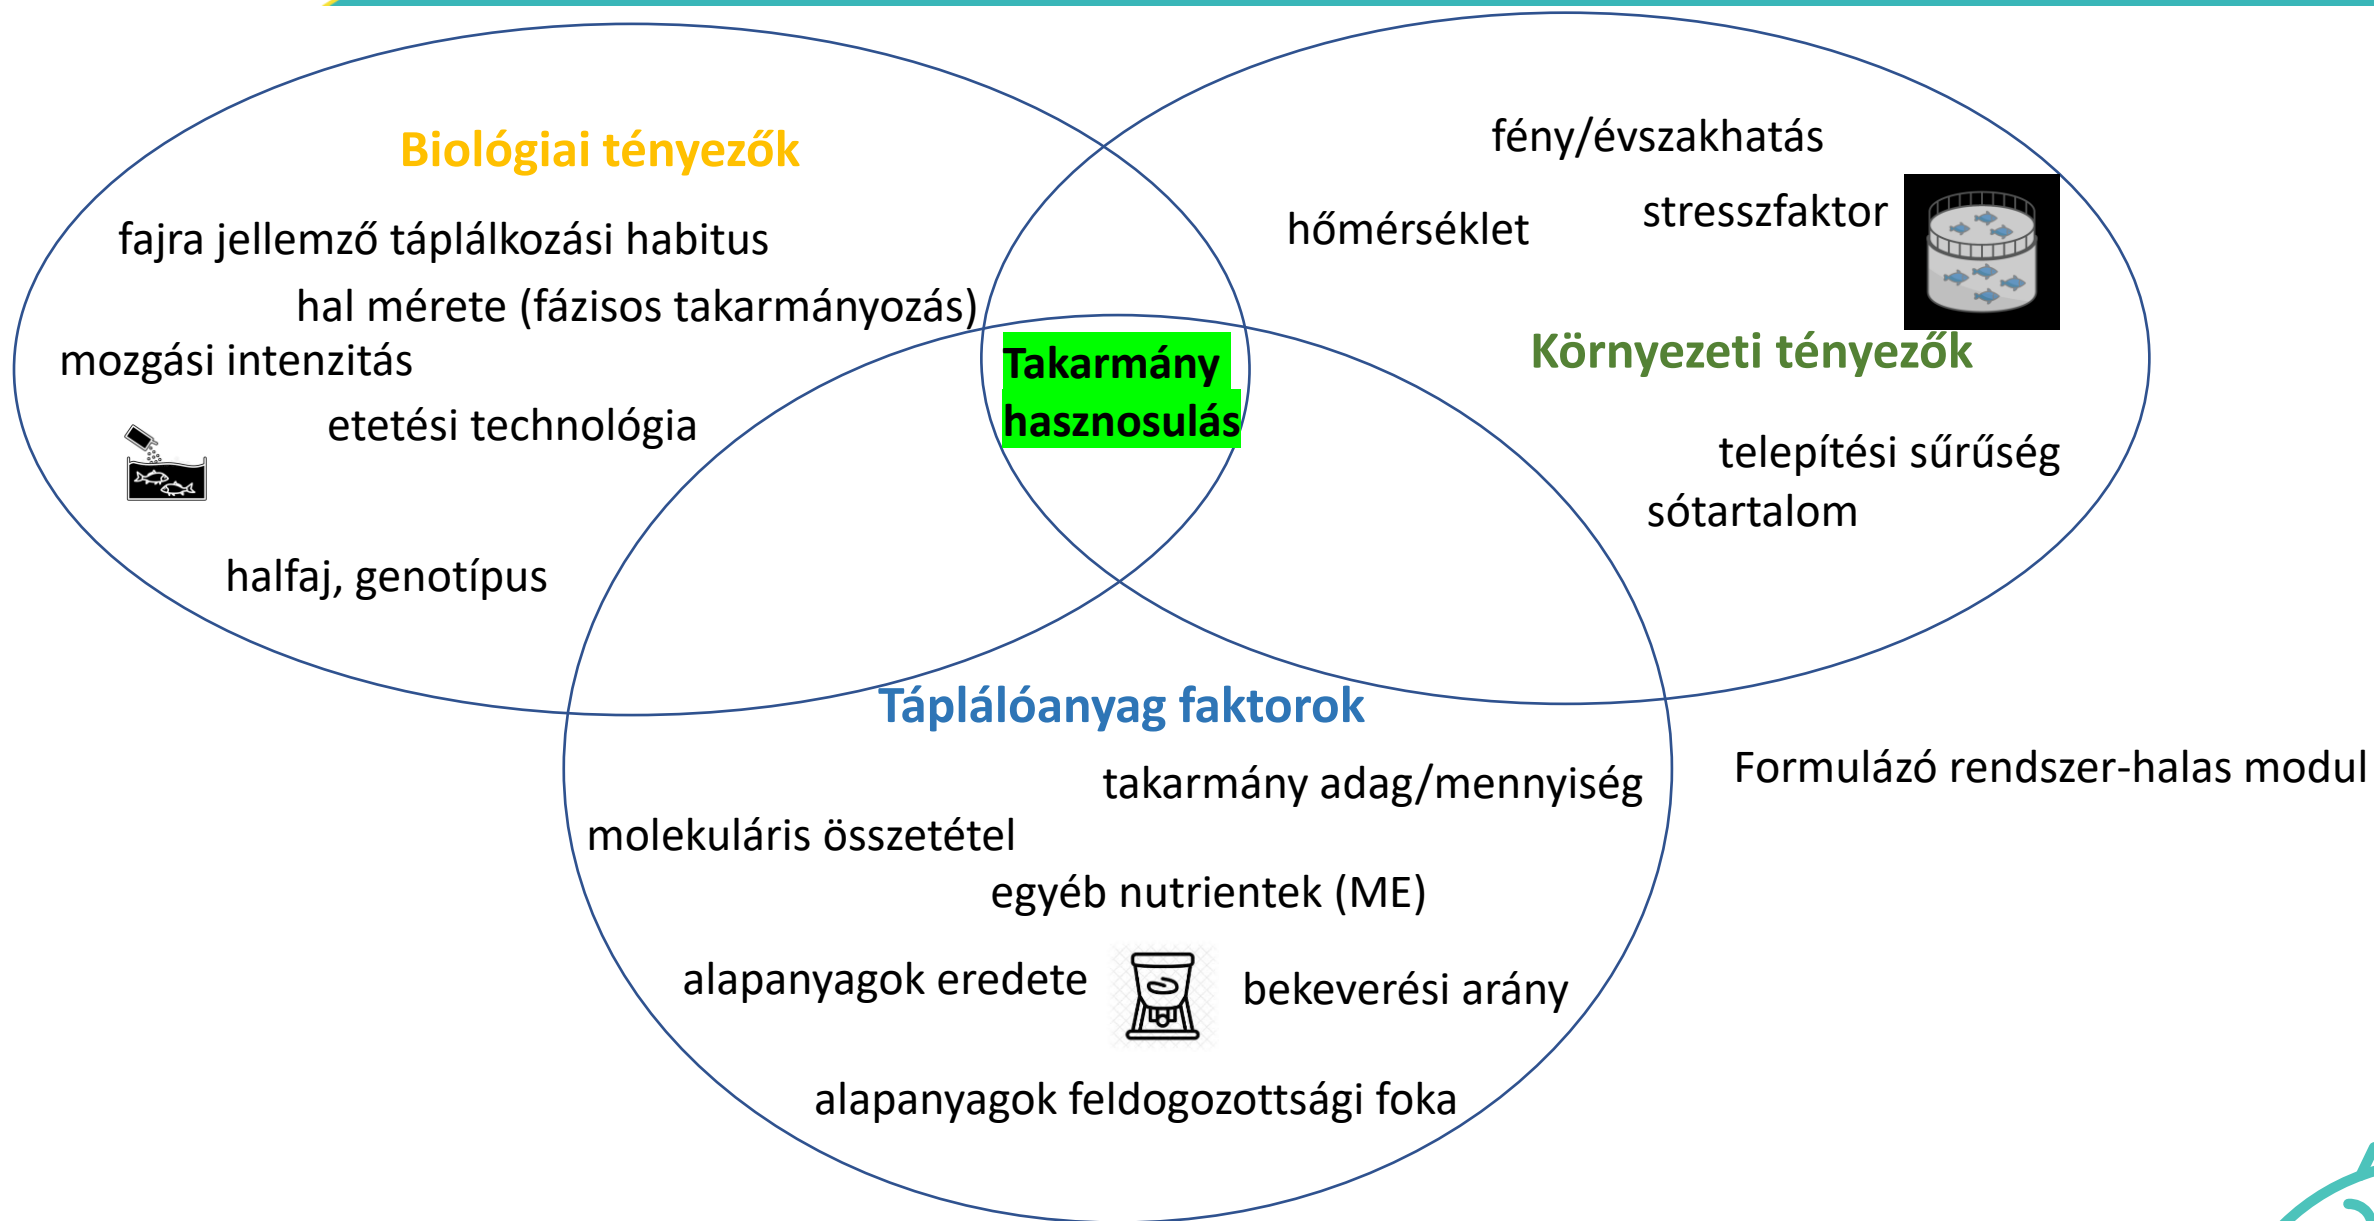 Biológiai tényezők
fajra jellemző táplálkozási habitus
hal mérete (fázisos takarmányozás)
mozgási intenzitás
etetési technológia
halfaj, genotípus
fény/évszakhatás
stresszfaktor
hőmérséklet
Környezeti tényezők
telepítési sűrűség
sótartalom
Takarmány
hasznosulás
Táplálóanyag faktorok
takarmány adag/mennyiség
molekuláris összetétel
egyéb nutrientek (ME)
alapanyagok eredete
bekeverési arány
alapanyagok feldogozottsági foka
Formulázó rendszer-halas modul